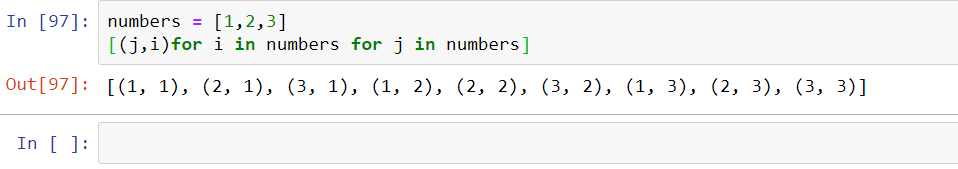 In [97]: numbers = [1,2,3]
[(j,i)for i in numbers for j in numbers]
Out[97]: [(1, 1), (2, 1), (3, 1), (1, 2), (2, 2), (3, 2), (1, 3), (2, 3), (3, 3)]
In [ ]: